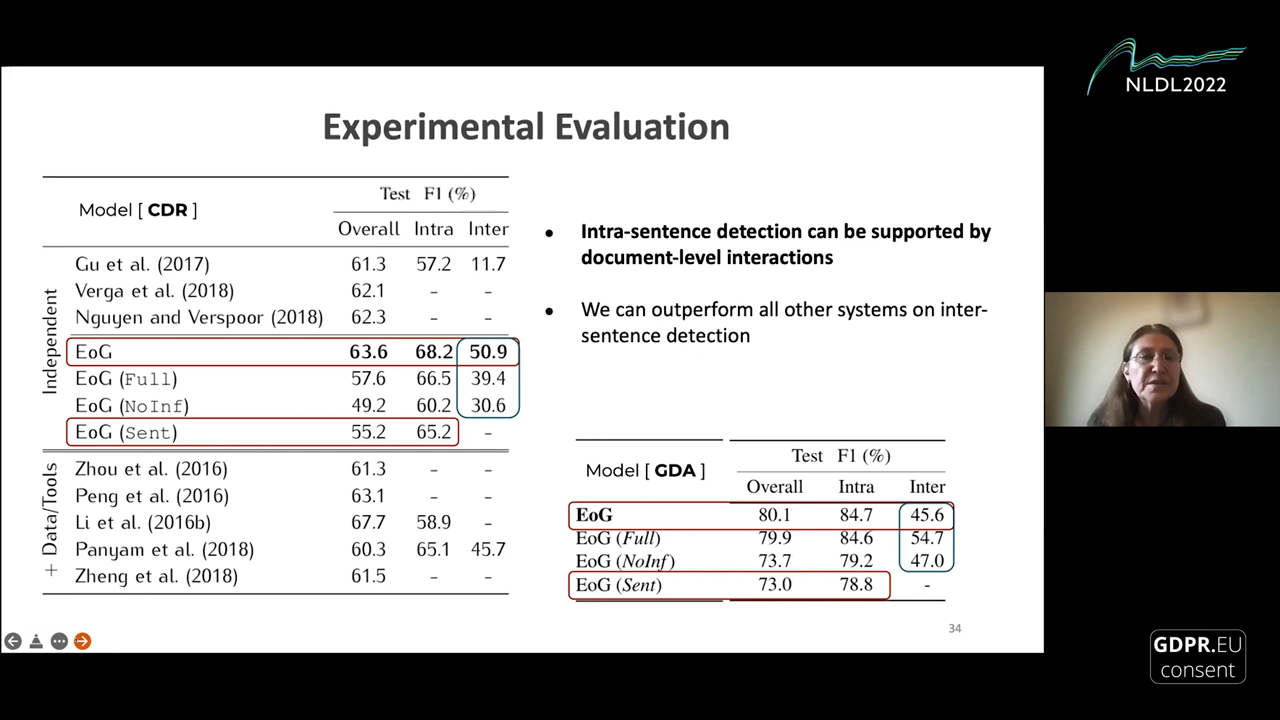 NLDL2022
Experimental Evaluation
Model [ CDR ]
Test F1 (%)
Overall Intra Inter
Independent
Gu et al. (2017) 61.3 57.2 11.7
Verga et al. (2018) 62.1 – –
Nguyen and Verspoor (2018) 62.3 – –
EoG 63.6 68.2 50.9
EoG (Full) 57.6 66.5 39.4
EoG (NoInf) 49.2 60.2 30.6
EoG (Sent) 55.2 65.2 –
+ Data/Tools
Zhou et al. (2016) 61.3 – –
Peng et al. (2016) 63.1 – –
Li et al. (2016b) 67.7 58.9 –
Panyam et al. (2018) 60.3 65.1 45.7
Zheng et al. (2018) 61.5 – –
• Intra-sentence detection can be supported by
document-level interactions
• We can outperform all other systems on inter-
sentence detection
Model [ GDA ]
Test F1 (%)
Overall Intra Inter
EoG 80.1 84.7 45.6
EoG (Full) 79.9 84.6 54.7
EoG (NoInf) 73.7 79.2 47.0
EoG (Sent) 73.0 78.8 -
34
GDPR.EU
consent